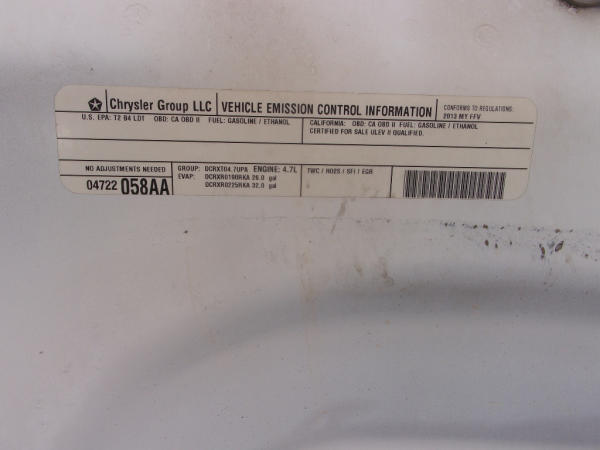 Chrysler Group LLC
VEHICLE EMISSION CONTROL INFORMATION
CONFORMS TO REGULATIONS:
2013 MY FFV
U.S. EPA: T2 B4 LDT OBD: CA OBD II FUEL: GASOLINE / ETHANOL
CALIFORNIA: OBD: CA OBD II FUEL: GASOLINE / ETHANOL
CERTIFIED FOR SALE ULEV II QUALIFIED.
NO ADJUSTMENTS NEEDED
04722 058AA
GROUP: DCRXT04.7UPA ENGINE: 4.7L
EVAP: DCRXR0190RKA 26.0 gal
DCRXR0225RKA 32.0 gal
TWC / HO2S / SFI / EGR